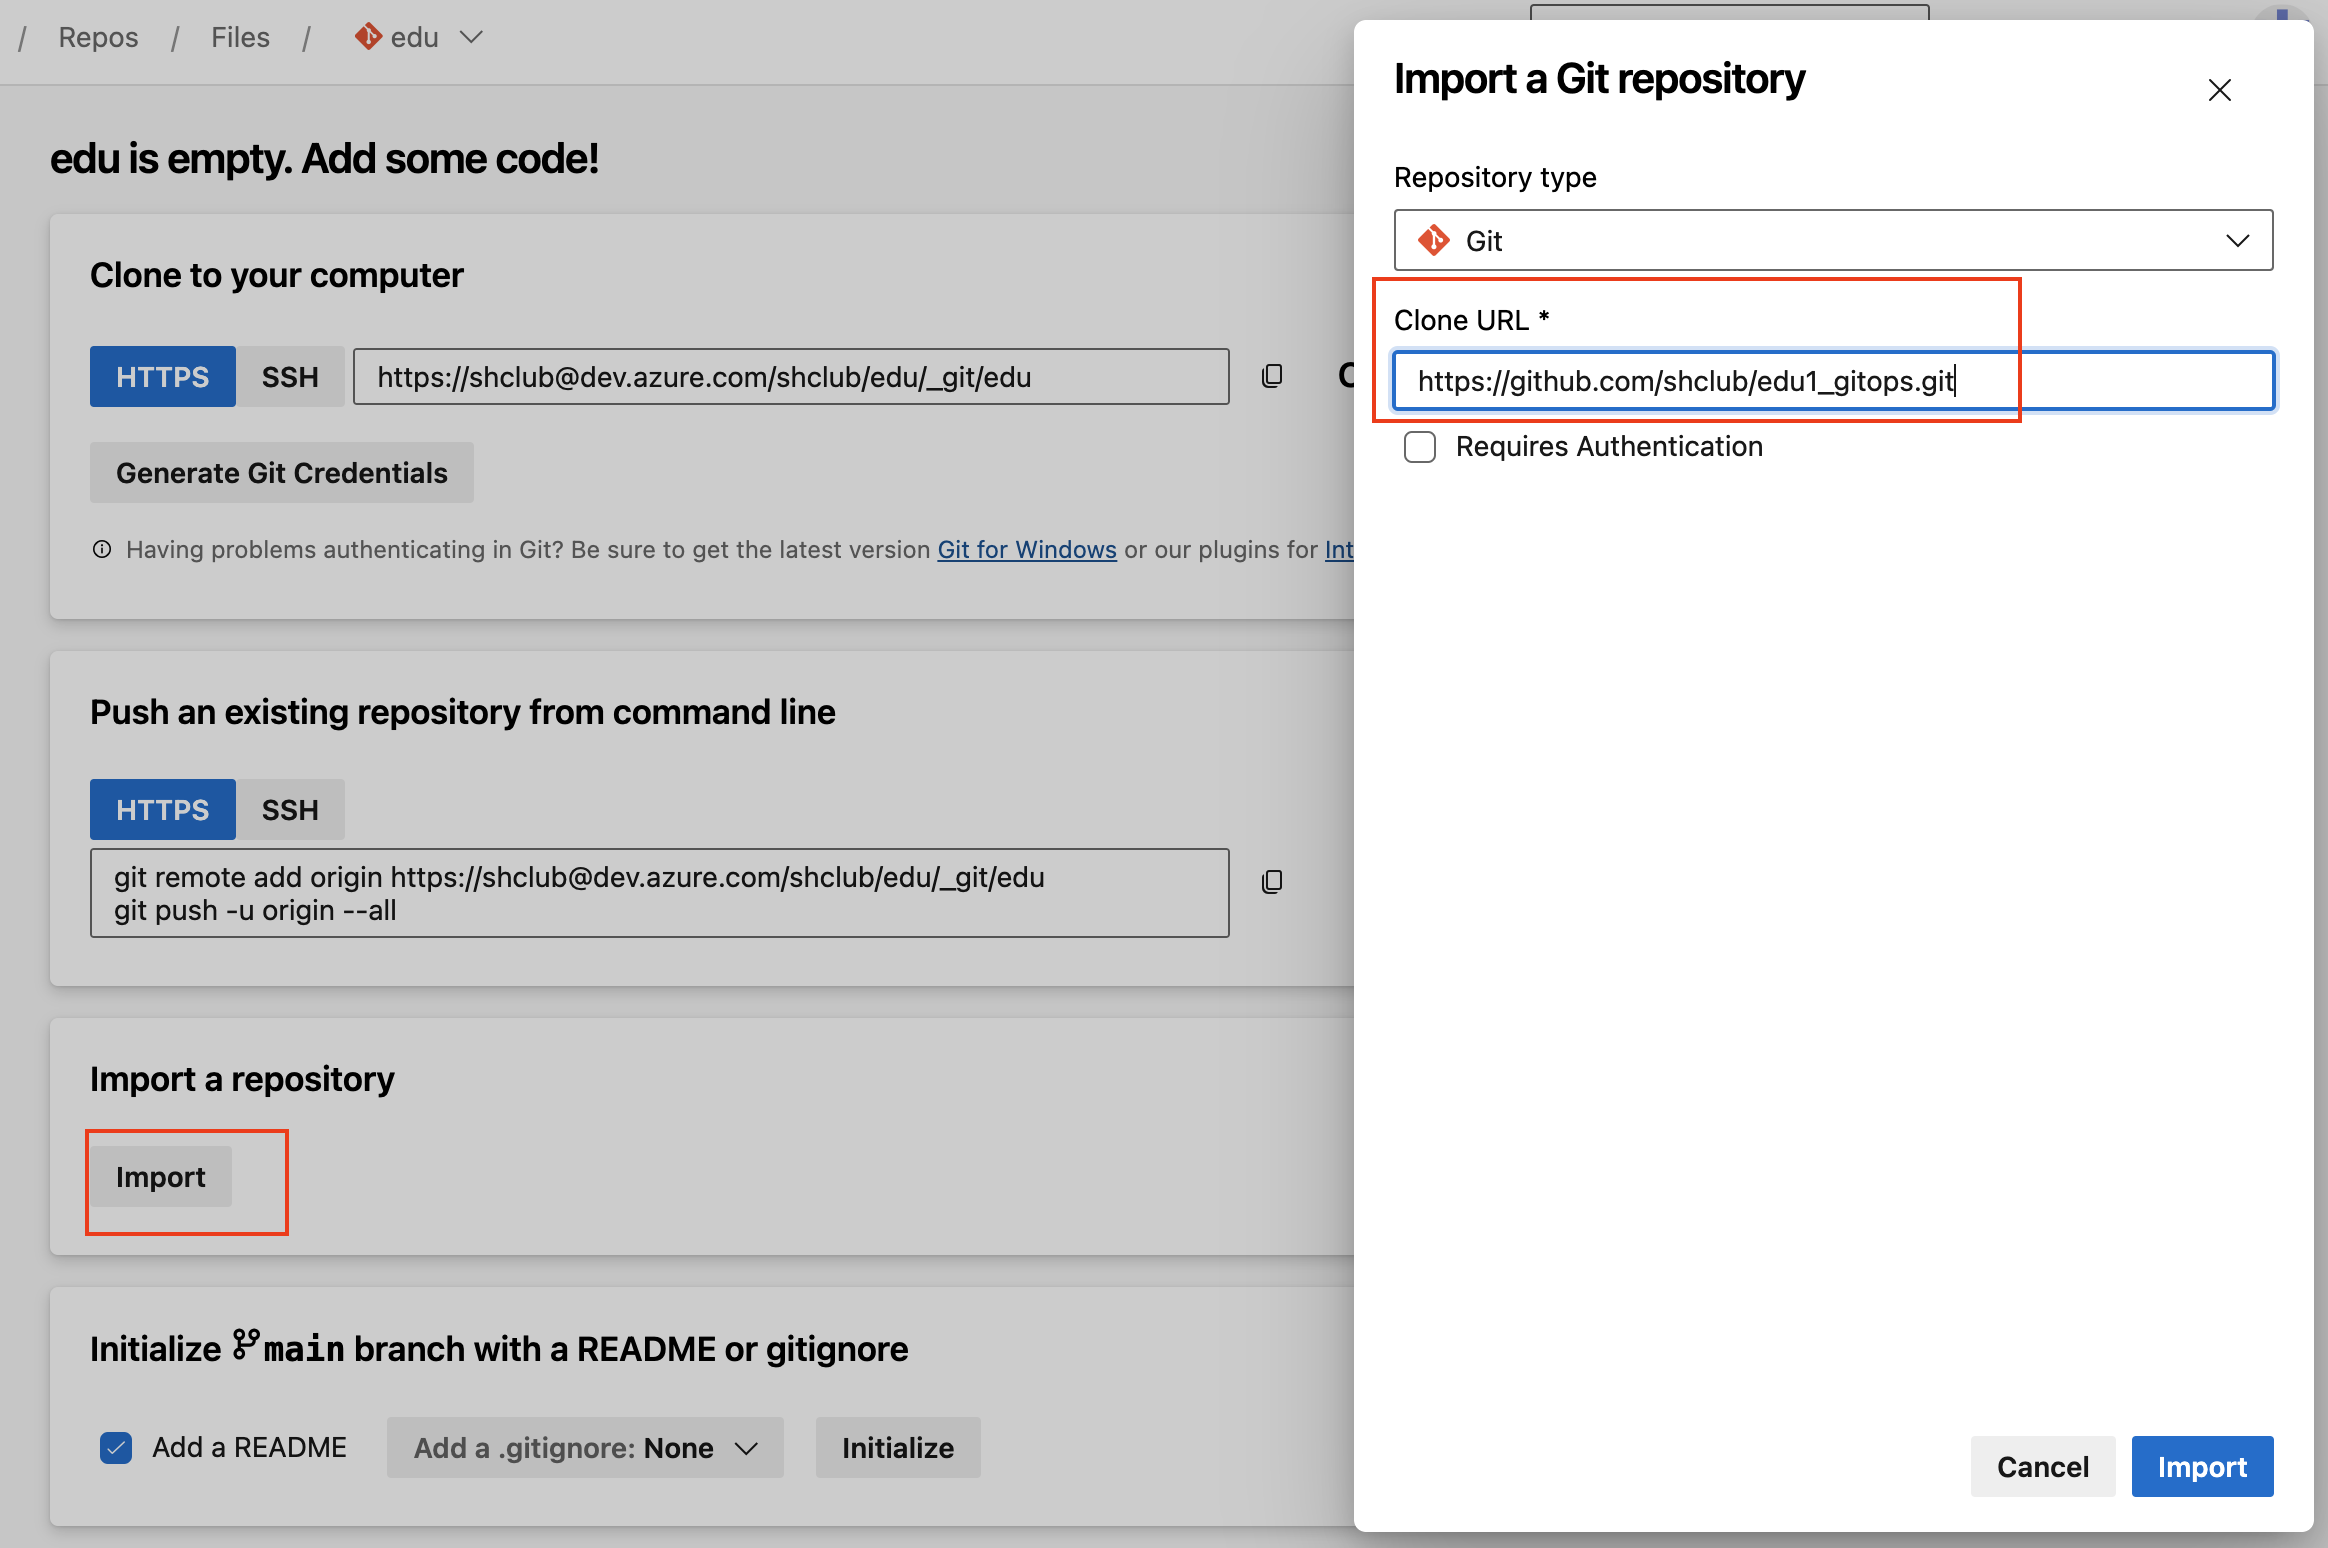 / Repos / Files / edu
edu is empty. Add some code!
Clone to your computer
HTTPS SSH https://shclub@dev.azure.com/shclub/edu/_git/edu
Generate Git Credentials
Having problems authenticating in Git? Be sure to get the latest version Git for Windows or our plugins for Int
Push an existing repository from command line
HTTPS SSH
git remote add origin https://shclub@dev.azure.com/shclub/edu/_git/edu
git push -u origin --all
Import a repository
Import
Initialize main branch with a README or gitignore
Add a README Add a .gitignore: None Initialize
Import a Git repository
Repository type
Git
Clone URL *
https://github.com/shclub/edu1_gitops.git
Requires Authentication
Cancel Import